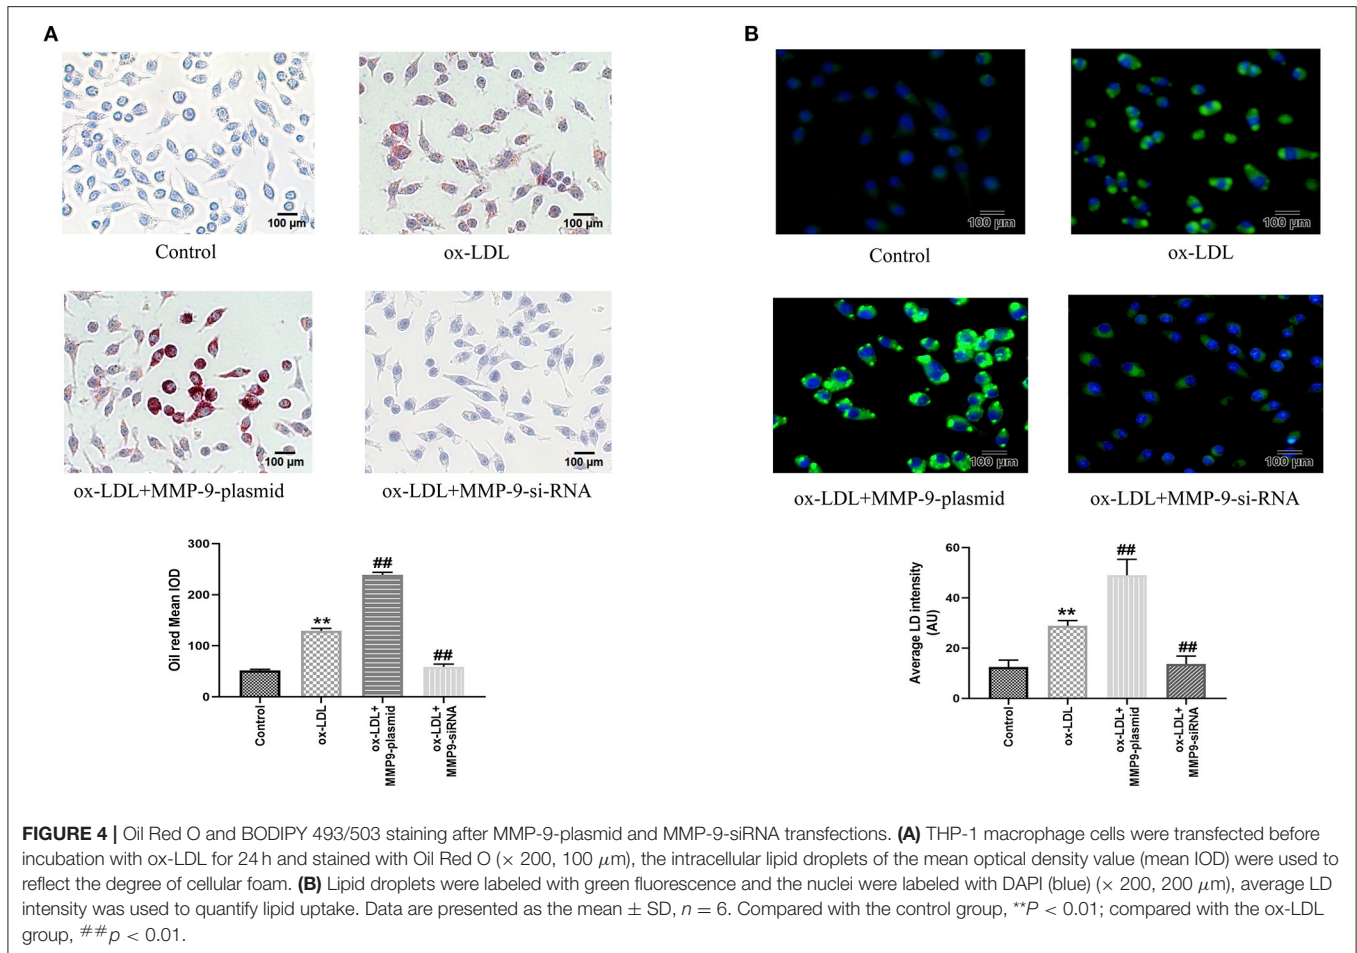 A
100 µm
Control
100 µm
ox-LDL
100 µm
ox-LDL+MMP-9-plasmid
100 µm
ox-LDL+MMP-9-si-RNA
Oil red Mean IOD
300
200
100
0
**
##
##
Control
ox-LDL
ox-LDL+
MMP9-plasmid
ox-LDL+
MMP9-siRNA
B
100 µm
Control
100 µm
ox-LDL
100 µm
ox-LDL+MMP-9-plasmid
100 µm
ox-LDL+MMP-9-si-RNA
Average LD intensity
(AU)
60
40
20
0
**
##
##
Control
ox-LDL
ox-LDL+
MMP9-plasmid
ox-LDL+
MMP9-siRNA
FIGURE 4 | Oil Red O and BODIPY 493/503 staining after MMP-9-plasmid and MMP-9-siRNA transfections. (A) THP-1 macrophage cells were transfected before
incubation with ox-LDL for 24 h and stained with Oil Red O (× 200, 100 µm), the intracellular lipid droplets of the mean optical density value (mean IOD) were used to
reflect the degree of cellular foam. (B) Lipid droplets were labeled with green fluorescence and the nuclei were labeled with DAPI (blue) (× 200, 200 µm), average LD
intensity was used to quantify lipid uptake. Data are presented as the mean ± SD, n = 6. Compared with the control group, **P < 0.01; compared with the ox-LDL
group, ##p < 0.01.